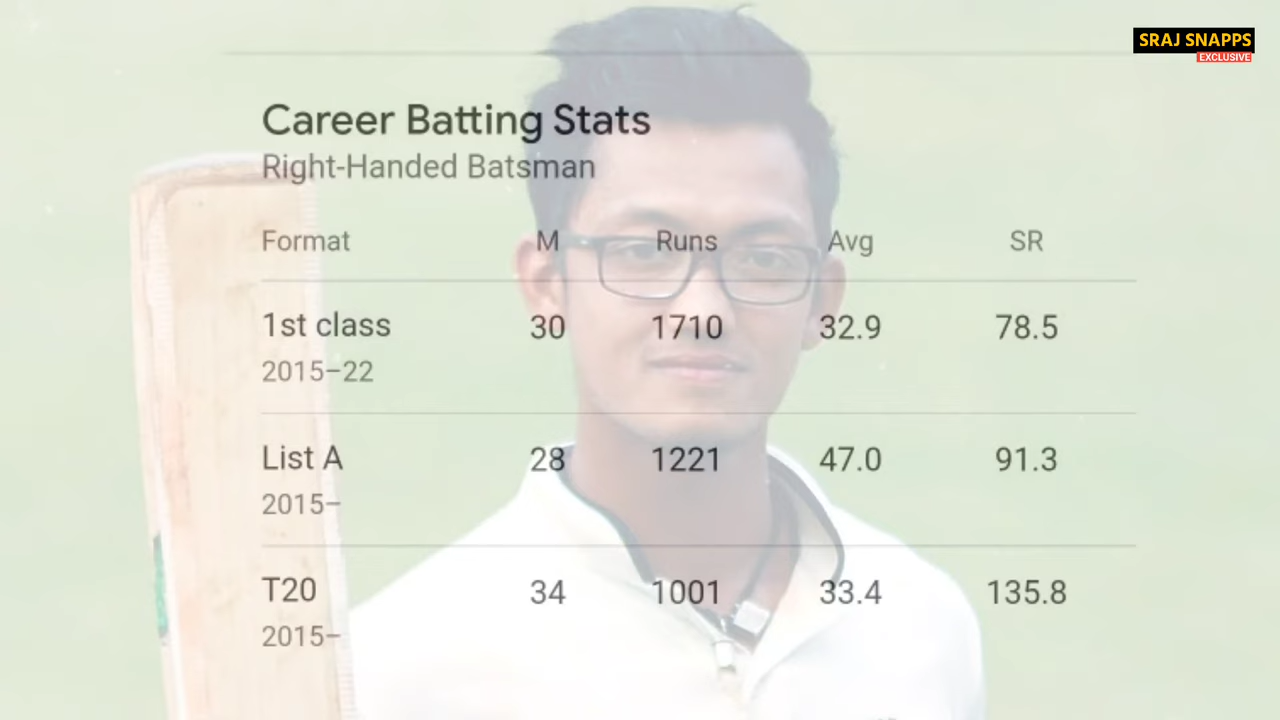 SRAJ SNAPPS
EXCLUSIVE
Career Batting Stats
Right-Handed Batsman
Format M Runs Avg SR
1st class 30 1710 32.9 78.5
2015–22
List A 28 1221 47.0 91.3
2015–
T20 34 1001 33.4 135.8
2015–